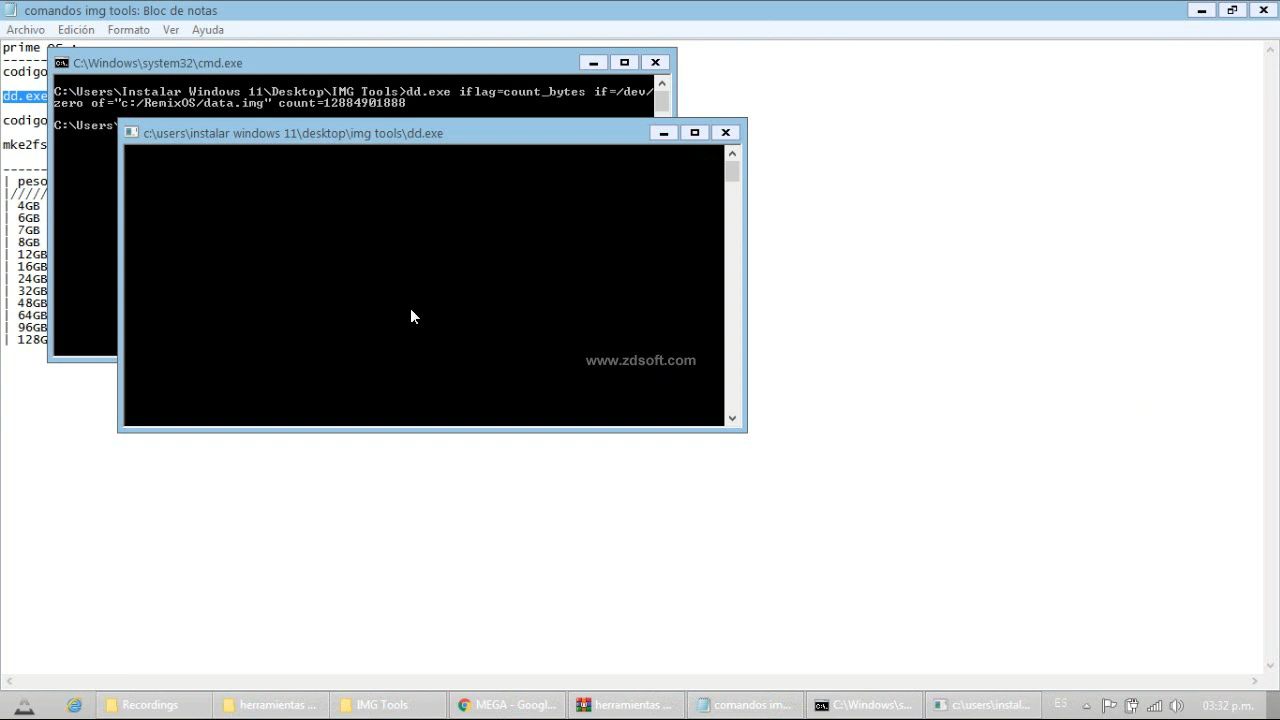 comandos img tools: Bloc de notas
Archivo Edición Formato Ver Ayuda
prime OS :
codigo
dd.exe
codigo
mke2fs
| peso
|/////
| 4GB
| 6GB
| 7GB
| 8GB
| 12GB
| 16GB
| 24GB
| 32GB
| 48GB
| 64GB
| 96GB
| 128G
C:\Windows\system32\cmd.exe
C:\Users\Instalar Windows 11\Desktop\IMG Tools>dd.exe iflag=count_bytes if=/dev/
zero of="c:/RemixOS/data.img" count=12884901888
C:\Users\
c:\users\instalar windows 11\desktop\img tools\dd.exe
www.zdsoft.com
Recordings
herramientas ...
IMG Tools
MEGA - Googl...
herramientas ...
comandos im...
C:\Windows\s...
c:\users\instal...
ES
03:32 p.m.